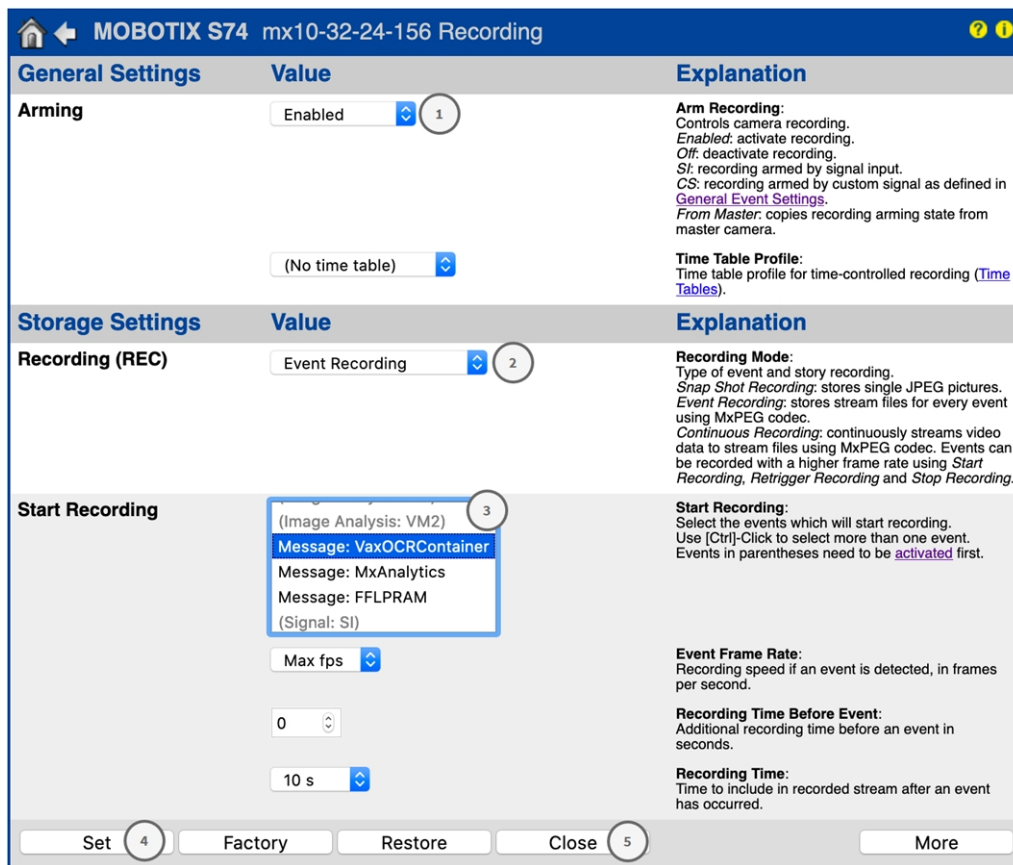 MOBOTIX S74 mx10-32-24-156 Recording ? i
General Settings Value Explanation
Arming
Enabled 1
Arm Recording:
Controls camera recording.
Enabled: activate recording.
Off: deactivate recording.
SI: recording armed by signal input.
CS: recording armed by custom signal as defined in
General Event Settings.
From Master: copies recording arming state from
master camera.
(No time table)
Time Table Profile:
Time table profile for time-controlled recording (Time
Tables).
Storage Settings Value Explanation
Recording (REC)
Event Recording 2
Recording Mode:
Type of event and story recording.
Snap Shot Recording: stores single JPEG pictures.
Event Recording: stores stream files for every event
using MxPEG codec.
Continuous Recording: continuously streams video
data to stream files using MxPEG codec. Events can
be recorded with a higher frame rate using Start
Recording, Retrigger Recording and Stop Recording.
Start Recording
3
(Image Analysis: VM2)
Message: VaxOCRContainer
Message: MxAnalytics
Message: FFLPRAM
(Signal: SI)
Start Recording:
Select the events which will start recording.
Use [Ctrl]-Click to select more than one event.
Events in parentheses need to be activated first.
Max fps
Event Frame Rate:
Recording speed if an event is detected, in frames
per second.
0
Recording Time Before Event:
Additional recording time before an event in
seconds.
10 s
Recording Time:
Time to include in recorded stream after an event
has occurred.
Set 4 Factory Restore Close 5 More